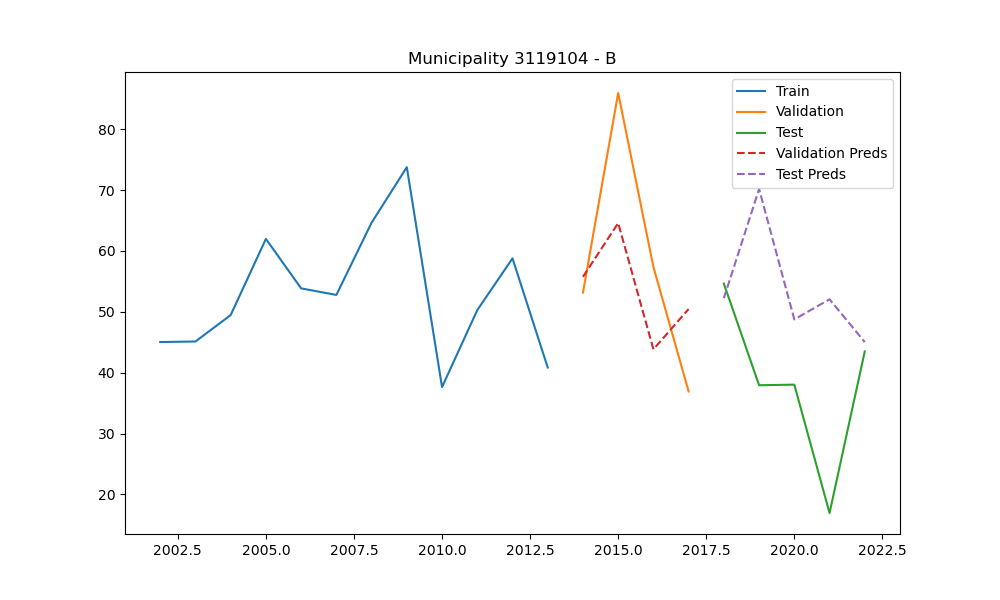 Municipality 3119104 - B
Train
Validation
Test
Validation Preds
Test Preds
80
70
60
50
40
30
20
2002.5 2005.0 2007.5 2010.0 2012.5 2015.0 2017.5 2020.0 2022.5